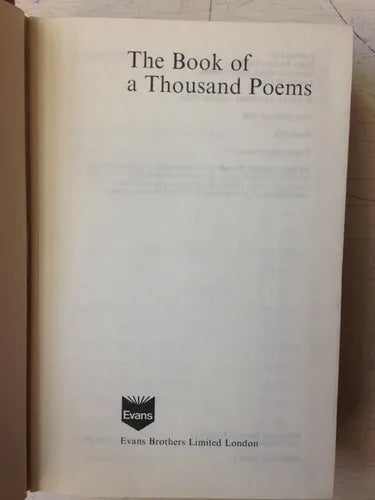 The Book of
a Thousand Poems
Evans
Evans Brothers Limited London